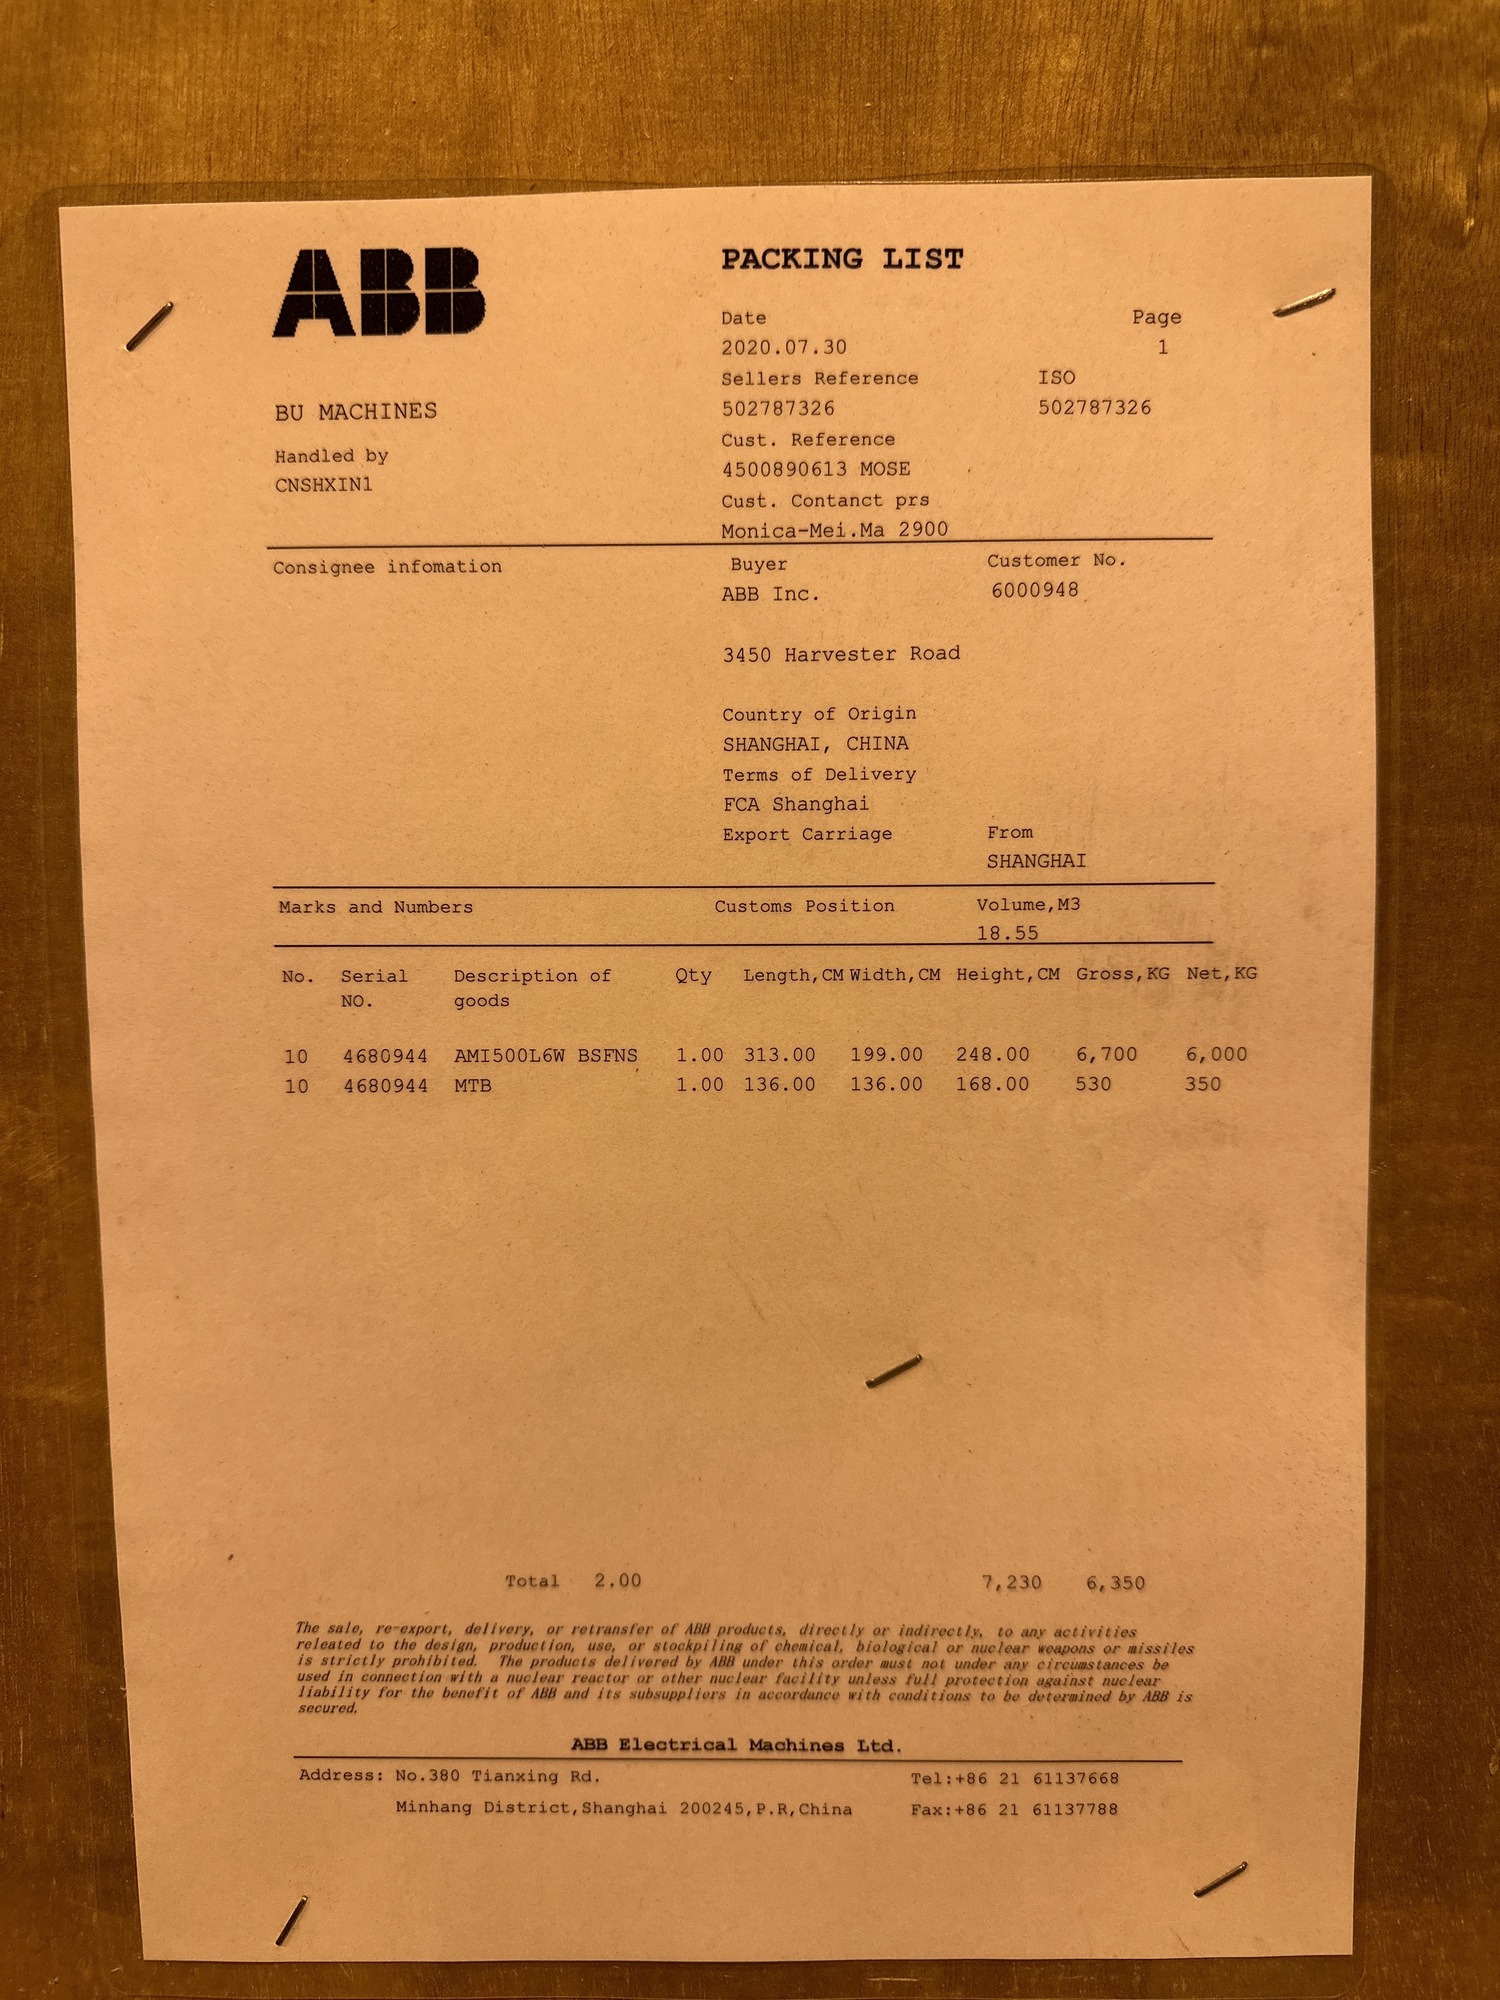 ABB
PACKING LIST
Date Page
2020.07.30 1
Sellers Reference ISO
502787326 502787326
BU MACHINES
Cust. Reference
Handled by
4500890613 MOSE
CNSHXIN1
Cust. Contanct prs
Monica-Mei.Ma 2900
Consignee infomation Buyer Customer No.
ABB Inc. 6000948
3450 Harvester Road
Country of Origin
SHANGHAI, CHINA
Terms of Delivery
FCA Shanghai
Export Carriage From
SHANGHAI
Marks and Numbers Customs Position Volume,M3
18.55
No. Serial Description of Qty Length,CM Width,CM Height,CM Gross,KG Net,KG
NO. goods
10 4680944 AMI500L6W BSFNS 1.00 313.00 199.00 248.00 6,700 6,000
10 4680944 MTB 1.00 136.00 136.00 168.00 530 350
Total 2.00 7,230 6,350
The sale, re-export, delivery, or retransfer of ABB products, directly or indirectly, to any activities
releated to the design, production, use, or stockpiling of chemical, biological or nuclear weapons or missiles
is strictly prohibited. The products delivered by ABB under this order must not under any circumstances be
used in connection with a nuclear reactor or other nuclear facility unless full protection against nuclear
liability for the benefit of ABB and its subsuppliers in accordance with conditions to be determined by ABB is
secured.
ABB Electrical Machines Ltd.
Address: No.380 Tianxing Rd. Tel:+86 21 61137668
Minhang District,Shanghai 200245,P.R,China Fax:+86 21 61137788